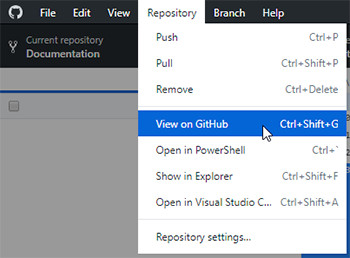 File Edit View Repository Branch Help
Current repository
Documentation
Push Ctrl+P
Pull Ctrl+Shift+P
Remove Ctrl+Delete
View on GitHub Ctrl+Shift+G
Open in PowerShell Ctrl+`
Show in Explorer Ctrl+Shift+F
Open in Visual Studio C... Ctrl+Shift+A
Repository settings...